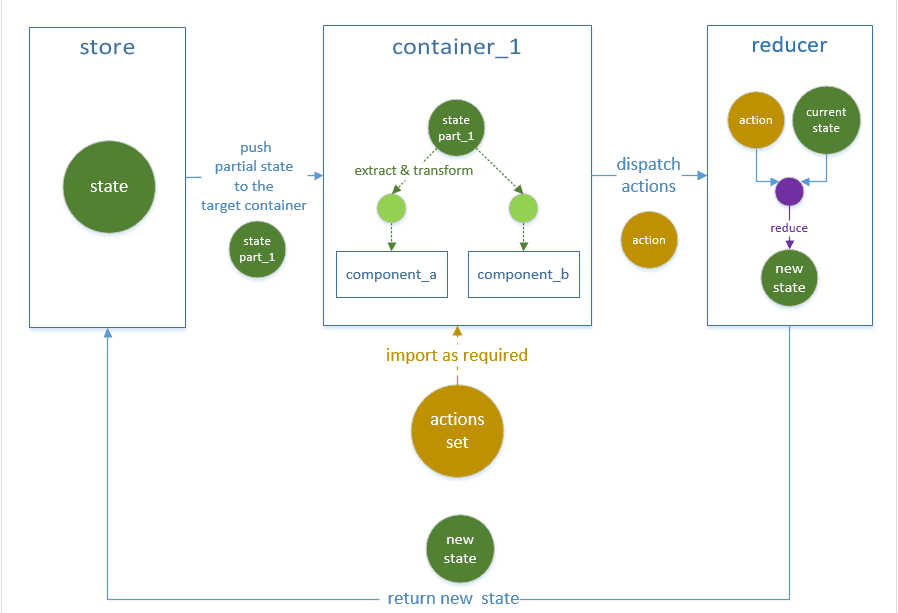 store
state
push
partial state
to the
target container
state
part_1
container_1
state
part_1
extract & transform
component_a
component_b
import as required
actions
set
dispatch
actions
action
reducer
action
current
state
reduce
new
state
new
state
return new state